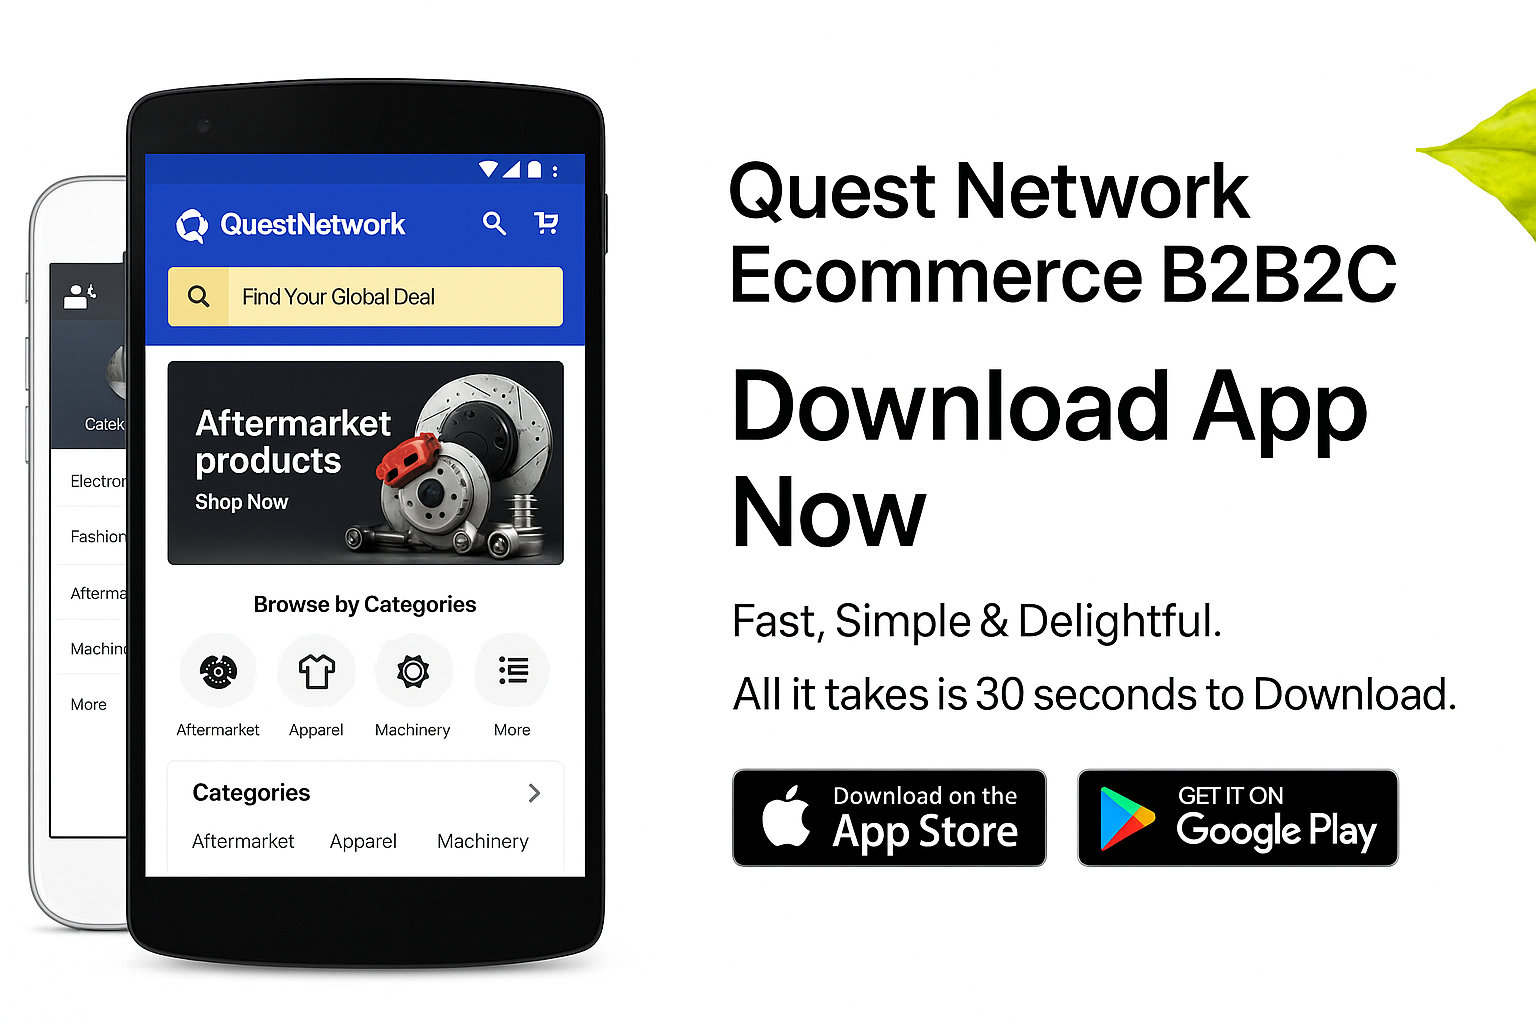 QuestNetwork
Find Your Global Deal
Aftermarket
products
Shop Now
Browse by Categories
Aftermarket
Apparel
Machinery
More
Categories
Aftermarket
Apparel
Machinery
Catek
Electror
Fashion
Afterma
Machin
More
Quest Network
Ecommerce B2B2C
Download App
Now
Fast, Simple & Delightful.
All it takes is 30 seconds to Download.
Download on the
App Store
GET IT ON
Google Play